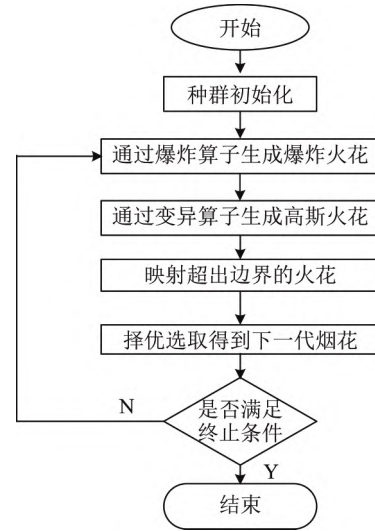 开始
种群初始化
通过爆炸算子生成爆炸火花
通过变异算子生成高斯火花
映射超出边界的火花
择优选取得到下一代烟花
是否满足
终止条件
N
Y
结束